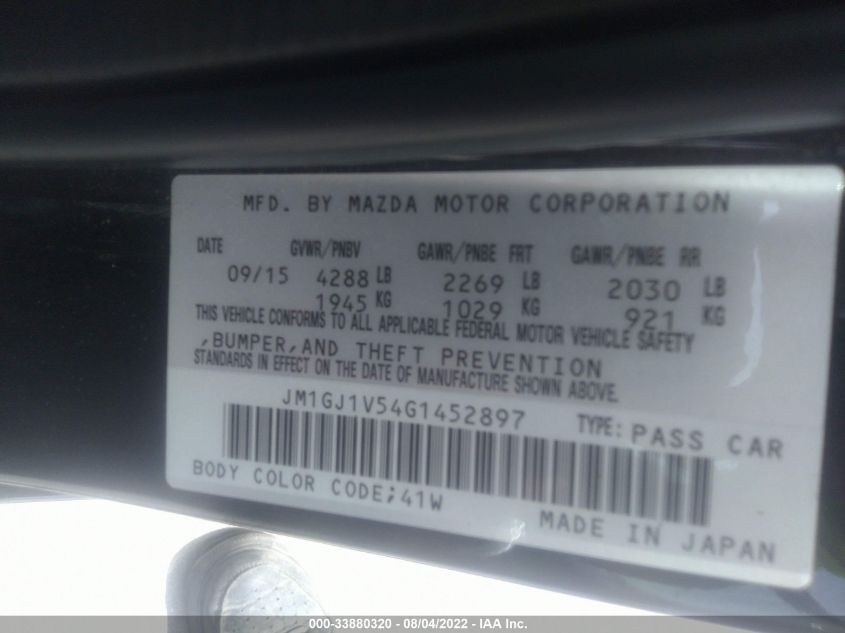 MFD. BY MAZDA MOTOR CORPORATION
DATE GVWR/PNBV GAWR/PNBE FRT GAWR/PNBE RR
09/15 4288 LB 2269 LB 2030 LB
1945 KG 1029 KG 921 KG
THIS VEHICLE CONFORMS TO ALL APPLICABLE FEDERAL MOTOR VEHICLE SAFETY
,BUMPER,AND THEFT PREVENTION
STANDARDS IN EFFECT ON THE DATE OF MANUFACTURE SHOWN ABOVE.
JM1GJ1V54G1452897 TYPE: PASS CAR
BODY COLOR CODE;41W
MADE IN JAPAN
000-33880320 - 08/04/2022 - IAA Inc.